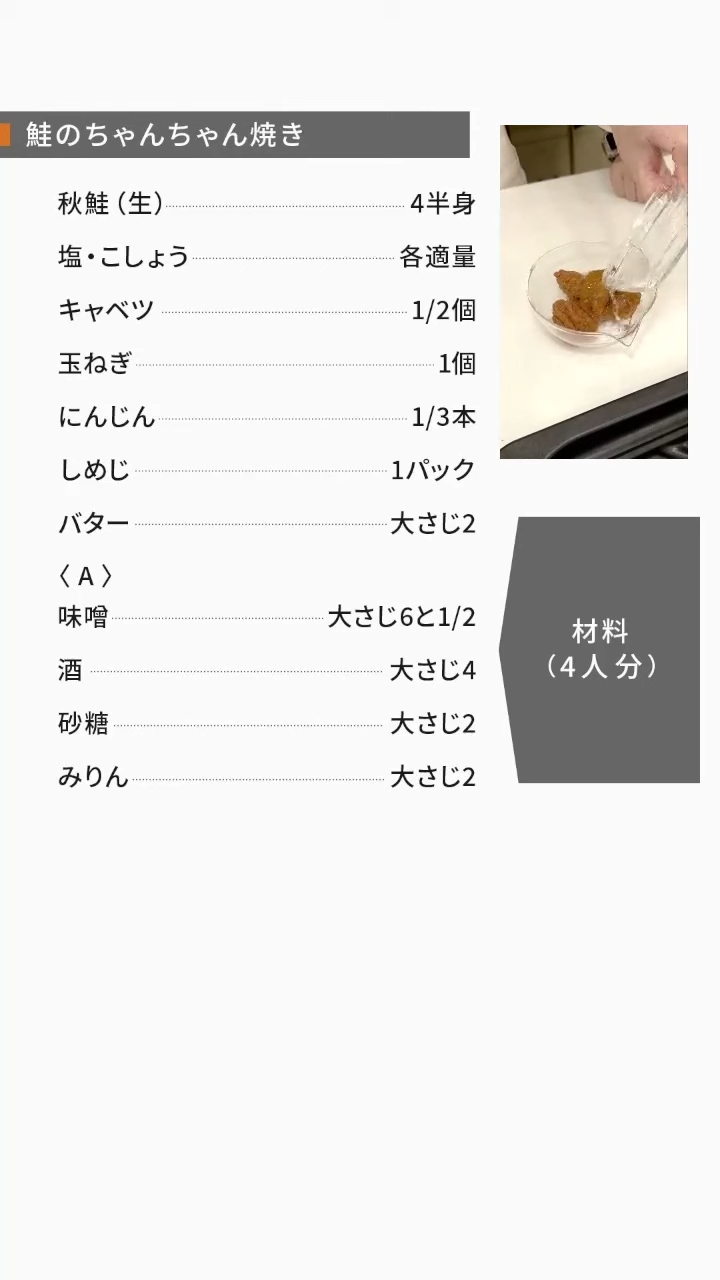 鮭のちゃんちゃん焼き
秋鮭（生） 4半身
塩・こしょう 各適量
キャベツ 1/2個
玉ねぎ 1個
にんじん 1/3本
しめじ 1パック
バター 大さじ2
〈A〉
味噌 大さじ6と1/2
酒 大さじ4
砂糖 大さじ2
みりん 大さじ2
材料
（4人分）